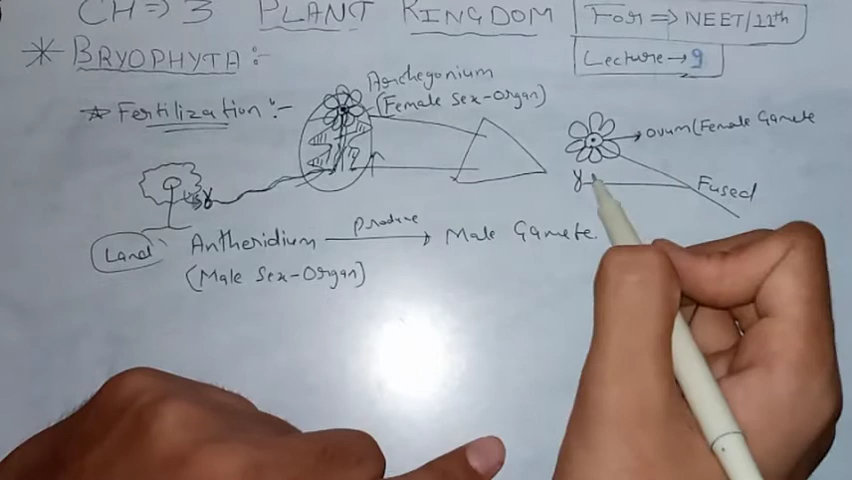 CH => 3 PLANT KINGDOM
For => NEET/11th
* BRYOPHYTA :-
Lecture → 9
Archegonium
(Female Sex-Organ)
* Fertilization :-
ovum (Female Gamete
Fused
Land
Antheridium produce Male Gamete.
(Male Sex-Organ)